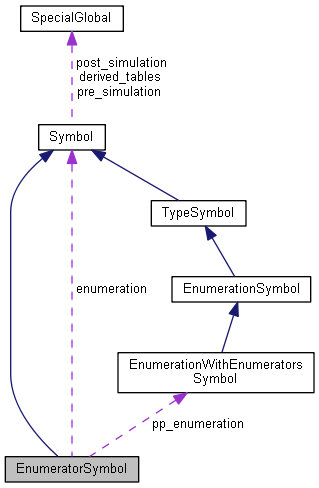 SpecialGlobal
post_simulation
derived_tables
pre_simulation
Symbol
TypeSymbol
enumeration
EnumerationSymbol
EnumerationWithEnumerators
Symbol
pp_enumeration
EnumeratorSymbol